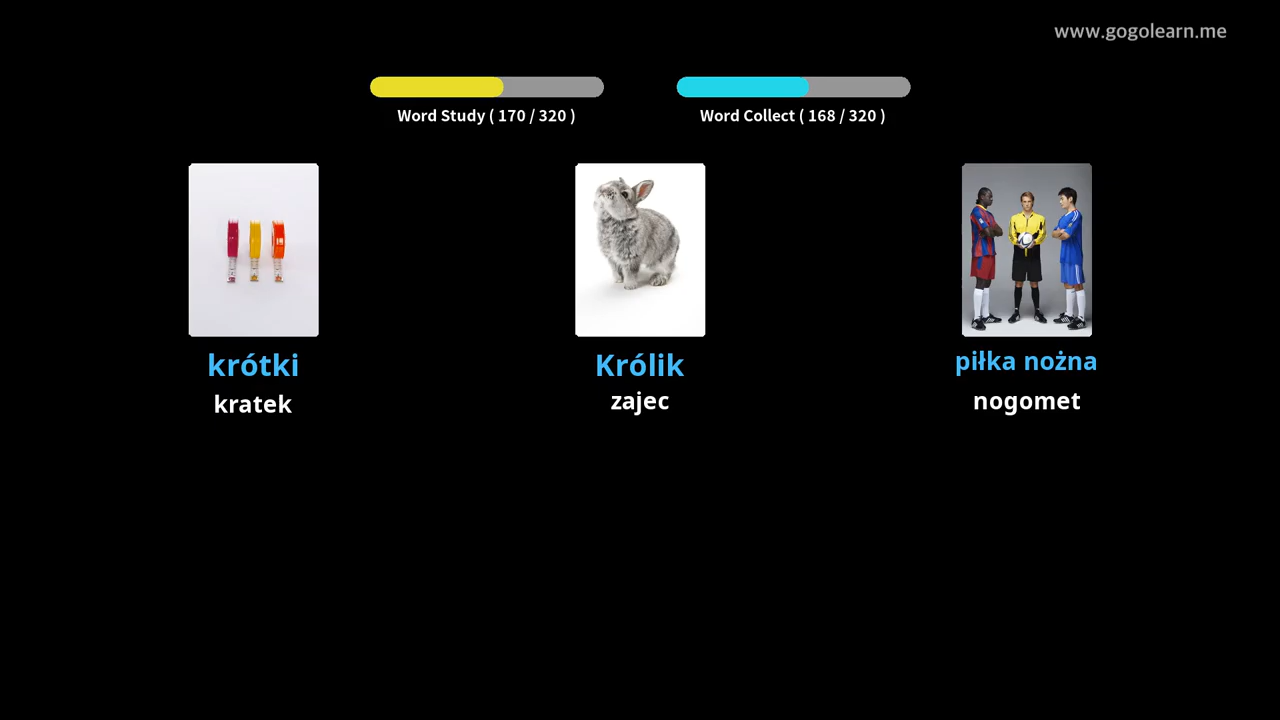 www.gogolearn.me
Word Study ( 170 / 320 )
Word Collect ( 168 / 320 )
krótki
kratek
Królik
zajec
piłka nożna
nogomet